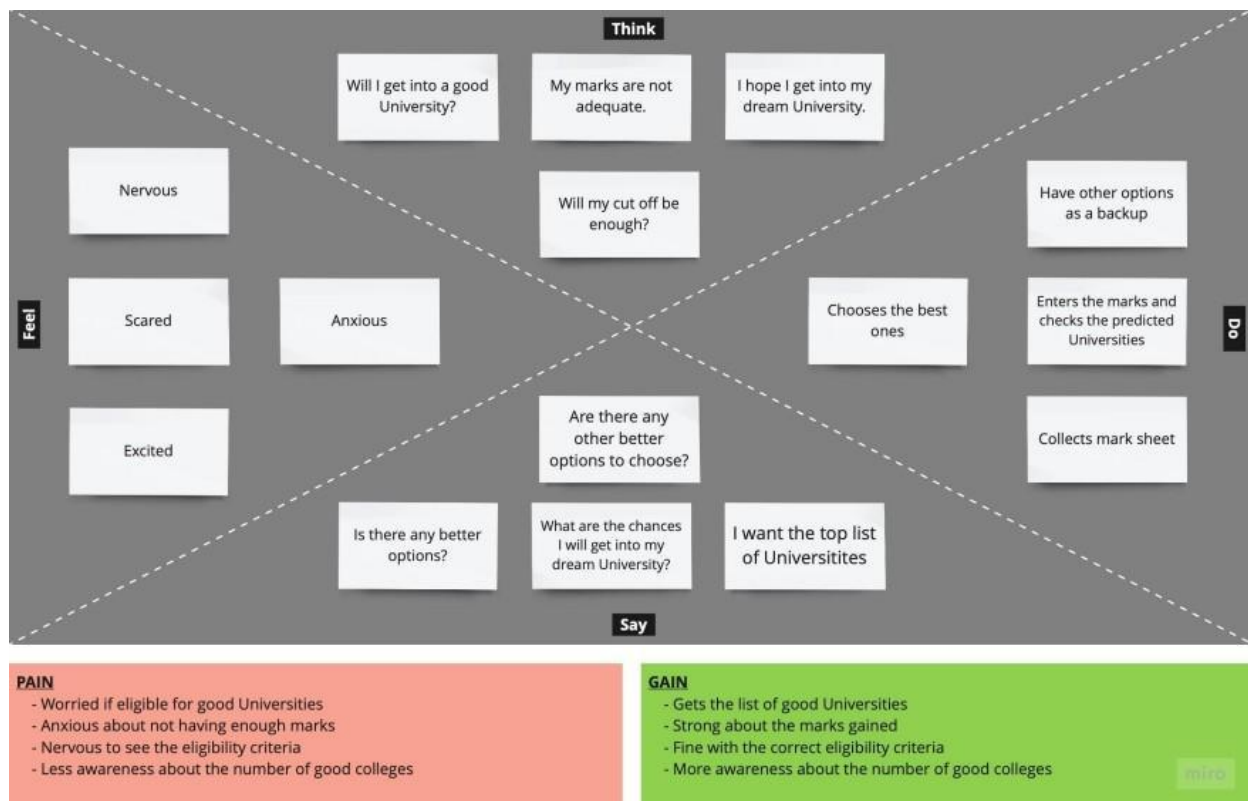 Think
Will I get into a good
University?
My marks are not
adequate.
I hope I get into my
dream University.
Will my cut off be
enough?
Feel
Nervous
Scared
Anxious
Excited
Have other options
as a backup
Chooses the best
ones
Enters the marks and
checks the predicted
Universities
Collects mark sheet
Do
Are there any
other better
options to choose?
Is there any better
options?
What are the chances
I will get into my
dream University?
I want the top list
of Universitites
Say
PAIN
- Worried if eligible for good Universities
- Anxious about not having enough marks
- Nervous to see the eligibility criteria
- Less awareness about the number of good colleges
GAIN
- Gets the list of good Universities
- Strong about the marks gained
- Fine with the correct eligibility criteria
- More awareness about the number of good colleges
miro